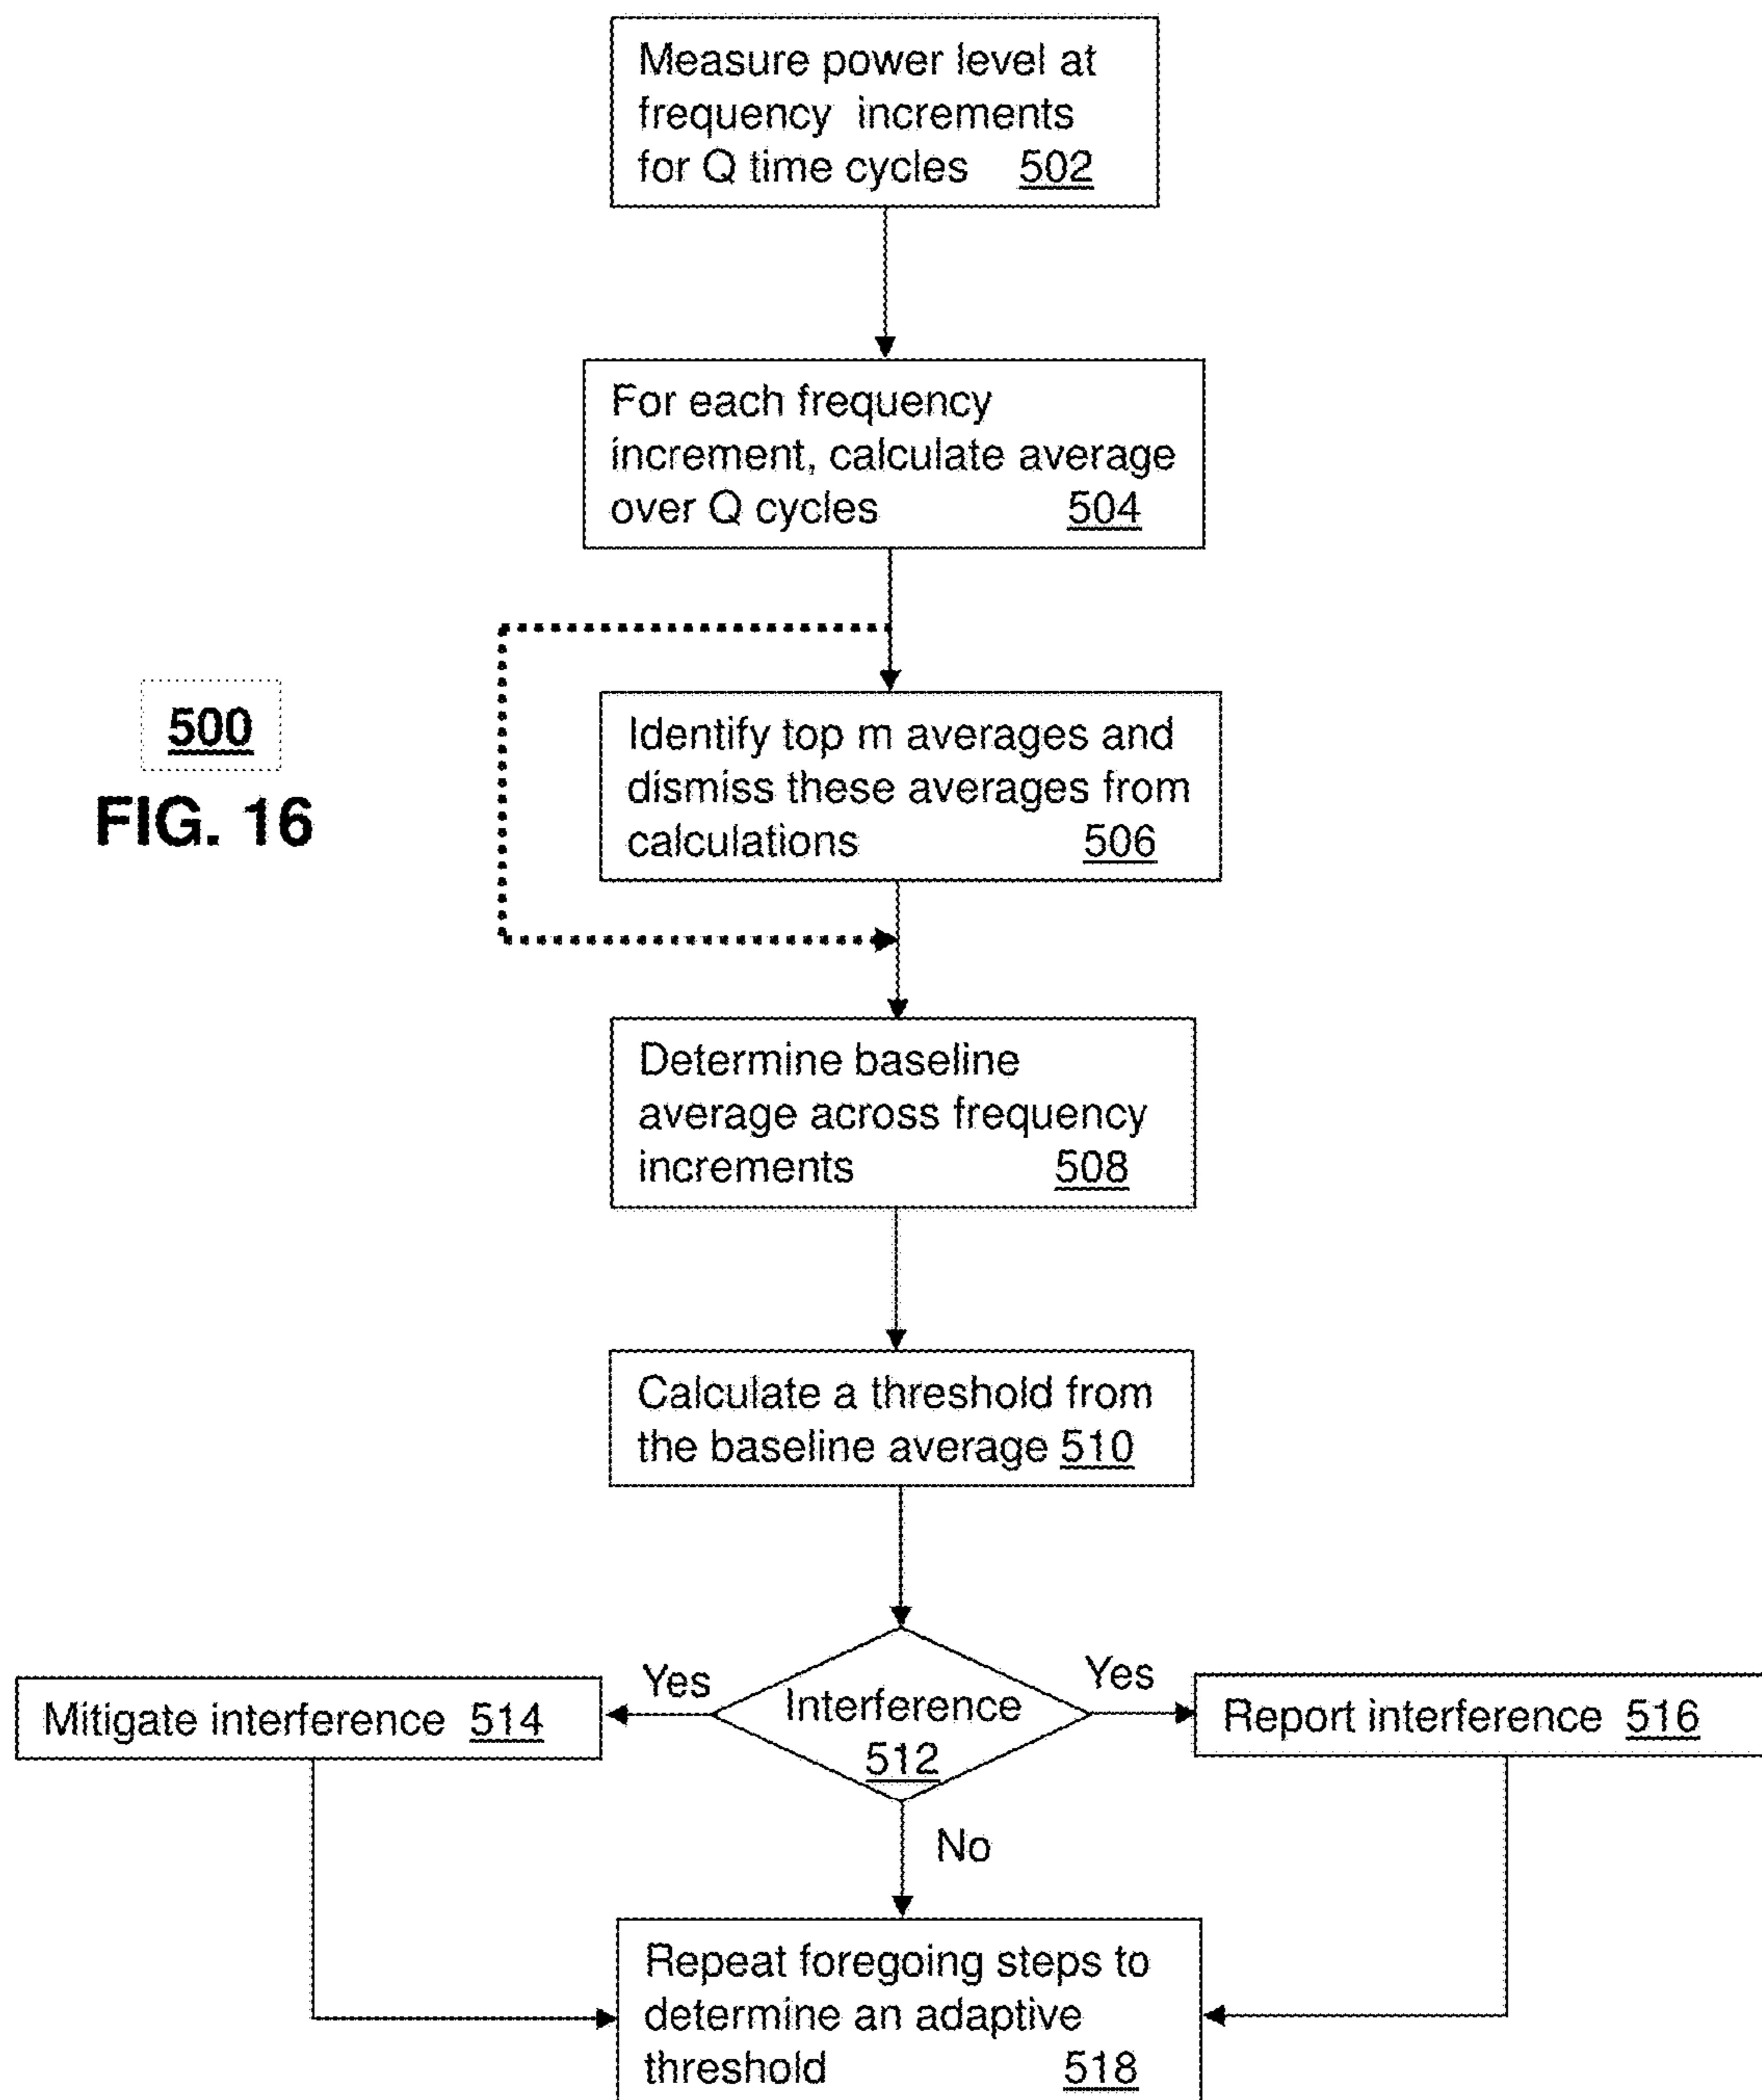 Measure power level at
frequency increments
for Q time cycles 502
For each frequency
increment, calculate average
over Q cycles 504
500
FIG. 16
Identify top m averages and
dismiss these averages from
calculations 506
Determine baseline
average across frequency
increments 508
Calculate a threshold from
the baseline average 510
Yes
Yes
Mitigate interference 514
Interference
512
Report interference 516
No
Repeat foregoing steps to
determine an adaptive
threshold 518